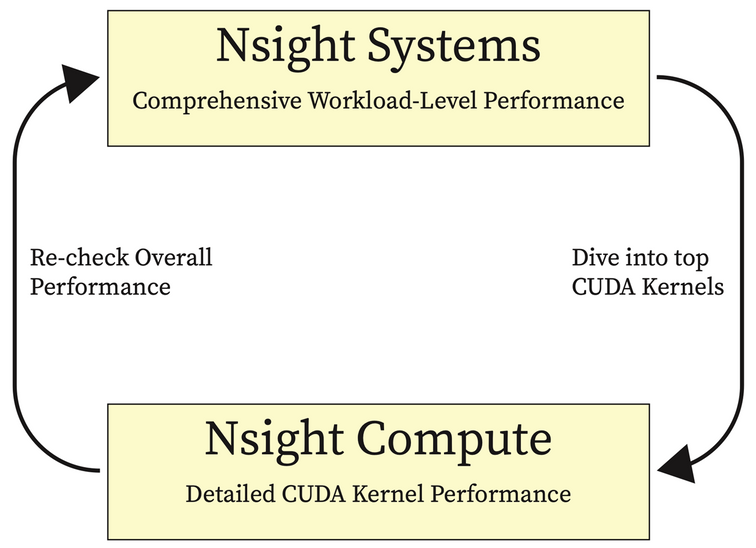 Nsight Systems
Comprehensive Workload-Level Performance
Re-check Overall
Performance
Dive into top
CUDA Kernels
Nsight Compute
Detailed CUDA Kernel Performance